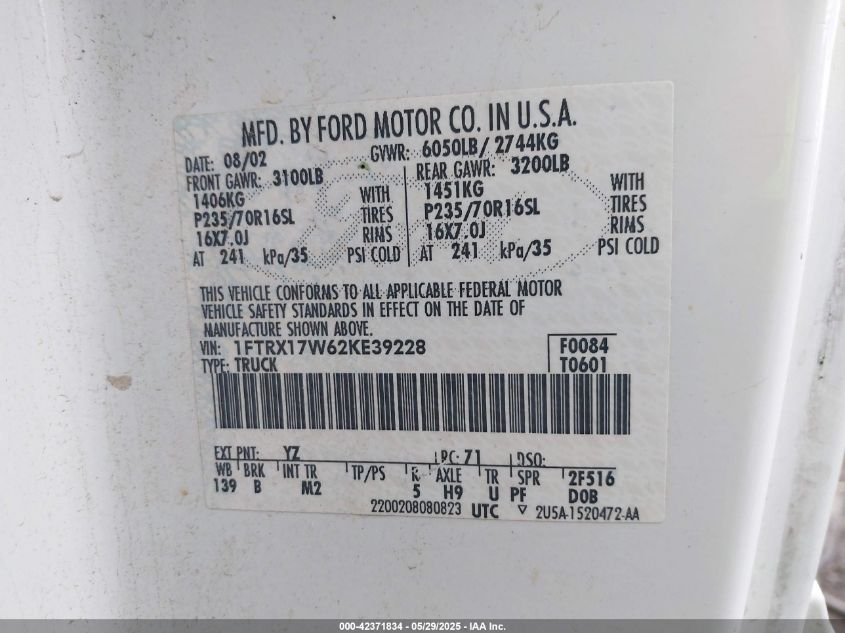 MFD. BY FORD MOTOR CO. IN U.S.A.
DATE: 08/02 GVWR: 6050LB/ 2744KG
FRONT GAWR: 3100LB REAR GAWR: 3200LB
1406KG WITH 1451KG WITH
P235/70R16SL TIRES P235/70R16SL TIRES
16X7.0J RIMS 16X7.0J RIMS
AT 241 kPa/35 PSI COLD AT 241 kPa/35 PSI COLD
THIS VEHICLE CONFORMS TO ALL APPLICABLE FEDERAL MOTOR
VEHICLE SAFETY STANDARDS IN EFFECT ON THE DATE OF
MANUFACTURE SHOWN ABOVE.
VIN: 1FTRX17W62KE39228 F0084
TYPE: TRUCK T0601
EXT PNT: YZ RC: 71 DSO:
WB BRK INT TR TP/PS R AXLE TR SPR 2F516
139 B M2 5 H9 U PF DOB
2200208080823 UTC ▽ 2U5A-1520472-AA
000-42371834 - 05/29/2025 - IAA Inc.